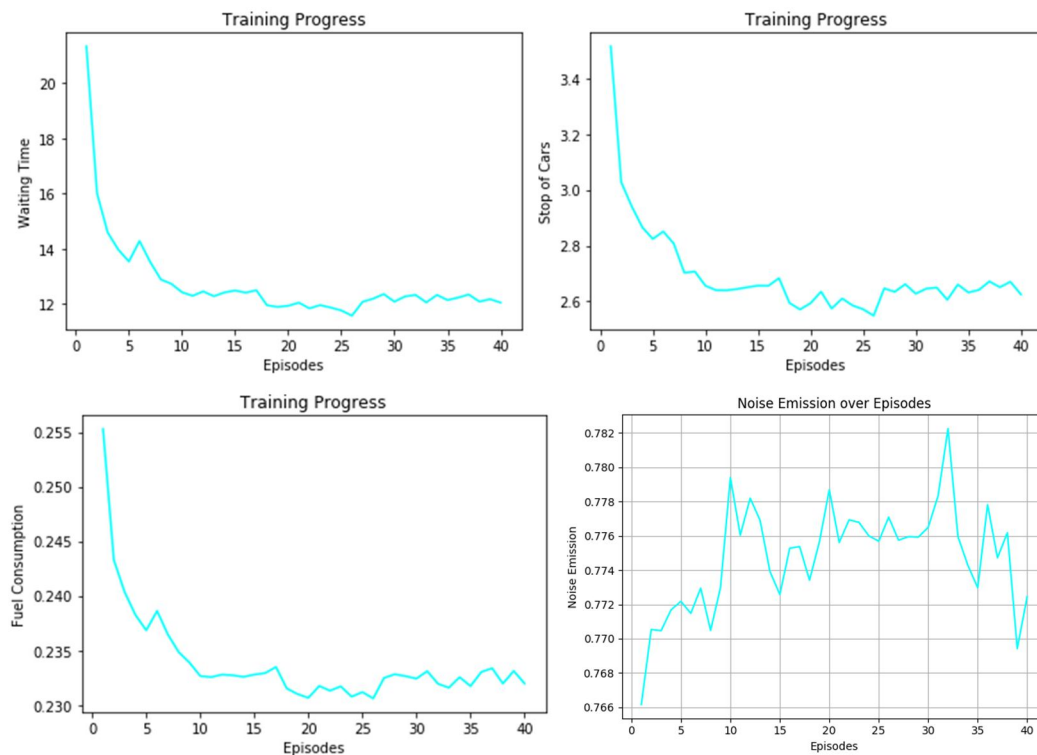 Training Progress
20
18
16
14
12
Waiting Time
0 5 10 15 20 25 30 35 40
Episodes
Training Progress
3.4
3.2
3.0
2.8
2.6
Stop of Cars
0 5 10 15 20 25 30 35 40
Episodes
Training Progress
0.255
0.250
0.245
0.240
0.235
0.230
Fuel Consumption
0 5 10 15 20 25 30 35 40
Episodes
Noise Emission over Episodes
0.782
0.780
0.778
0.776
0.774
0.772
0.770
0.768
0.766
Noise Emission
0 5 10 15 20 25 30 35 40
Episodes